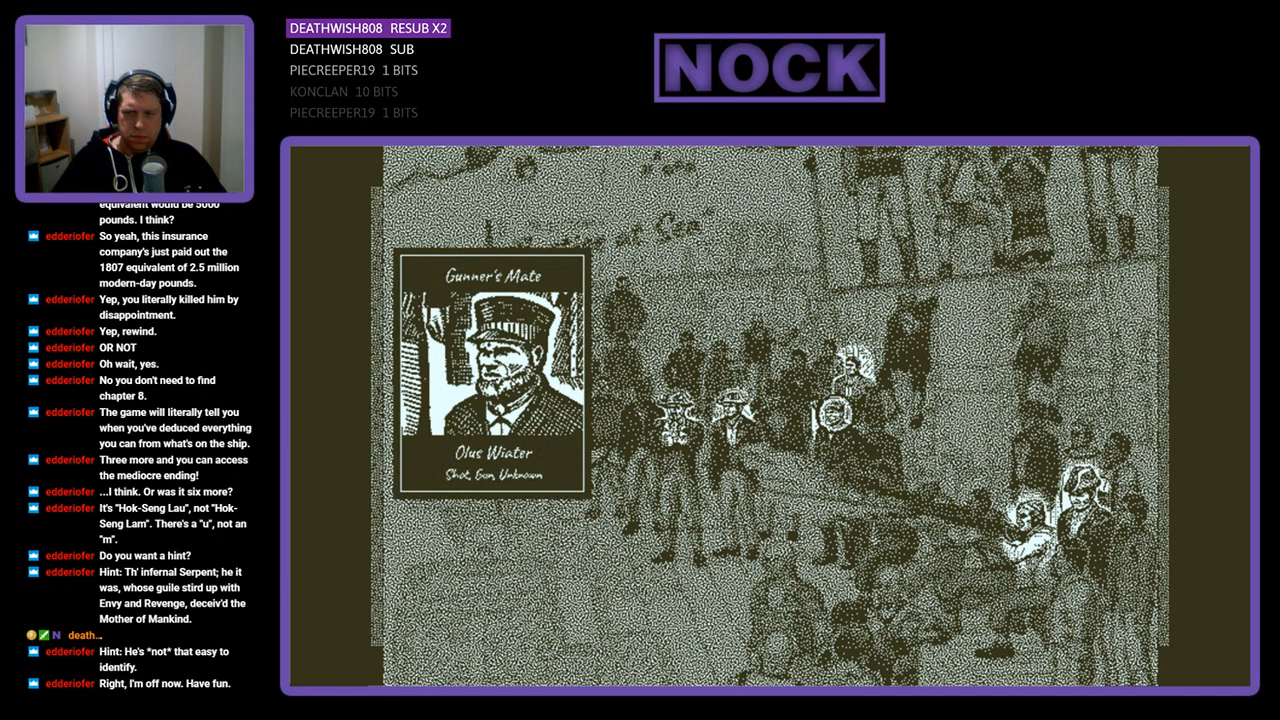 DEATHWISH808 RESUB X2
DEATHWISH808 SUB
PIECREEPER19 1 BITS
KONCLAN 10 BITS
PIECREEPER19 1 BITS
NOCK
equivalent would be 5000
pounds. I think?
edderiofer So yeah, this insurance
company's just paid out the
1807 equivalent of 2.5 million
modern-day pounds.
edderiofer Yep, you literally killed him by
disappointment.
edderiofer Yep, rewind.
edderiofer OR NOT
edderiofer Oh wait, yes.
edderiofer No you don't need to find
chapter 8.
edderiofer The game will literally tell you
when you've deduced everything
you can from what's on the ship.
edderiofer Three more and you can access
the mediocre ending!
edderiofer ...I think. Or was it six more?
edderiofer It's "Hok-Seng Lau", not "Hok-
Seng Lam". There's a "u", not an
"m".
edderiofer Do you want a hint?
edderiofer Hint: Th' infernal Serpent; he it
was, whose guile stird up with
Envy and Revenge, deceiv'd the
Mother of Mankind.
N death...
edderiofer Hint: He's *not* that easy to
identify.
edderiofer Right, I'm off now. Have fun.
Gunner's Mate
Olus Wiater
Shot, Gun, Unknown
at Sea"